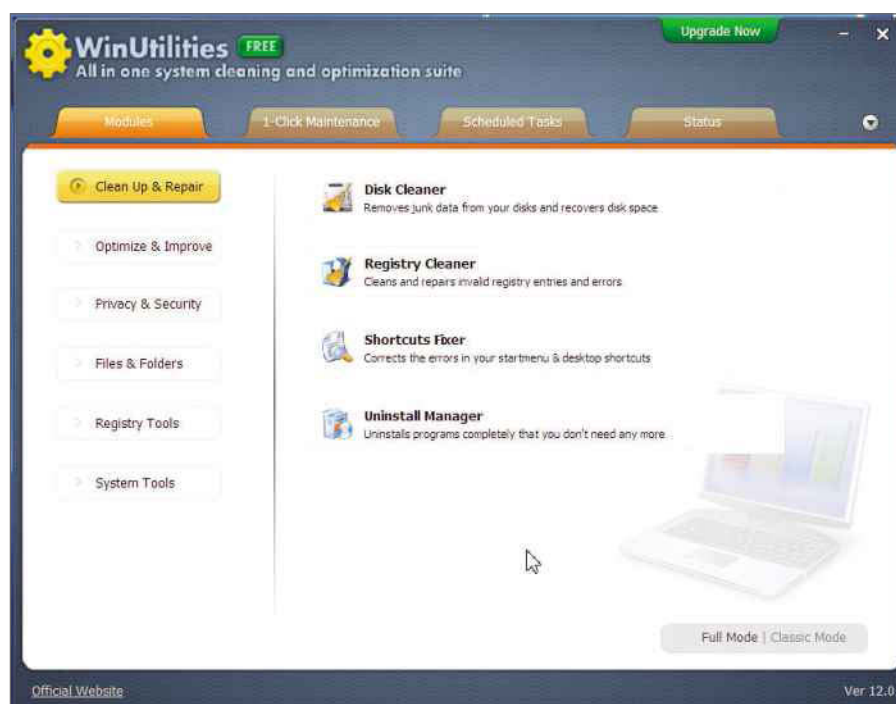 WinUtilities FREE
All in one system cleaning and optimization suite
Upgrade Now
Modules
1-Click Maintenance
Scheduled Tasks
Status
Clean Up & Repair
Optimize & Improve
Privacy & Security
Files & Folders
Registry Tools
System Tools
Disk Cleaner
Removes junk data from your disks and recovers disk space
Registry Cleaner
Cleans and repairs invalid registry entries and errors
Shortcuts Fixer
Corrects the errors in your startmenu & desktop shortcuts
Uninstall Manager
Uninstalls programs completely that you don't need any more
Full Mode | Classic Mode
Official Website
Ver 12.0